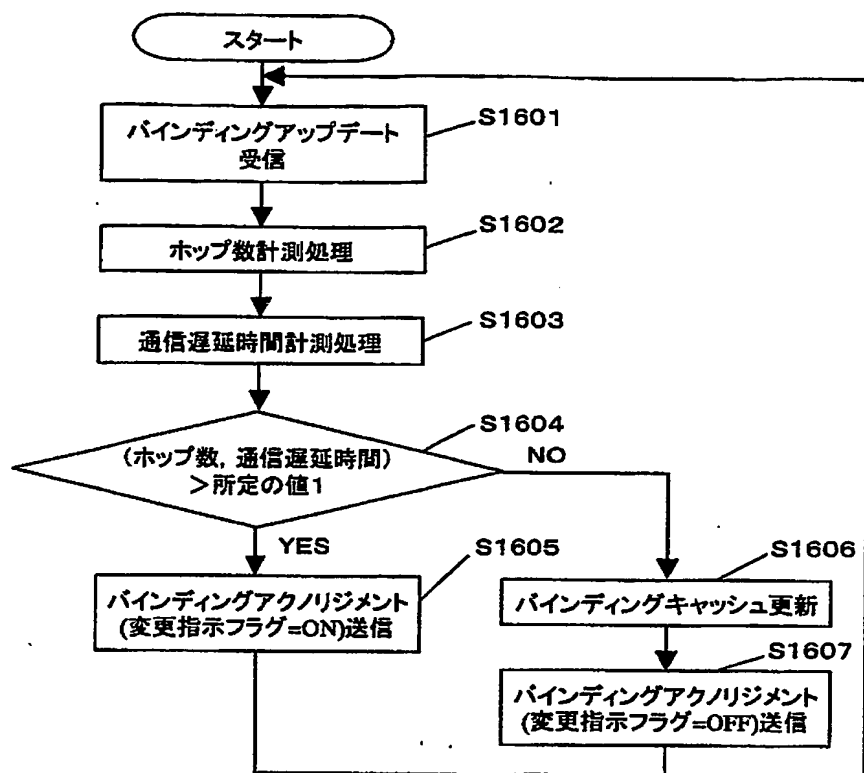 スタート
バインディングアップデート
受信
S1601
ホップ数計測処理
S1602
通信遅延時間計測処理
S1603
(ホップ数, 通信遅延時間)
>所定の値1
S1604
NO
YES
バインディングアクノリジメント
(変更指示フラグ=ON)送信
S1605
バインディングキャッシュ更新
S1606
バインディングアクノリジメント
(変更指示フラグ=OFF)送信
S1607